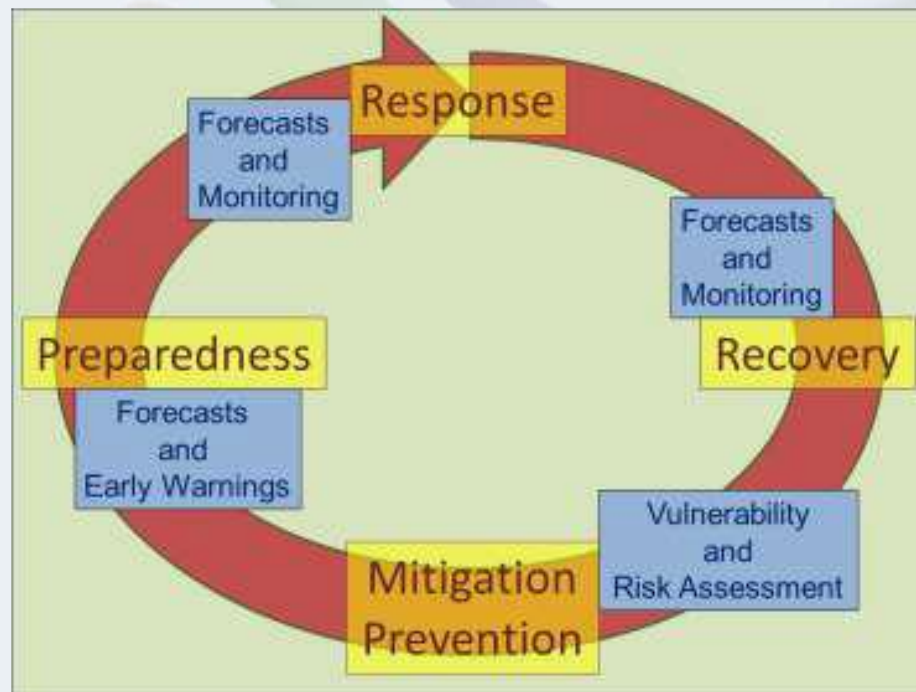 Response
Forecasts
and
Monitoring
Forecasts
and
Monitoring
Preparedness
Recovery
Forecasts
and
Early Warnings
Vulnerability
and
Risk Assessment
Mitigation
Prevention